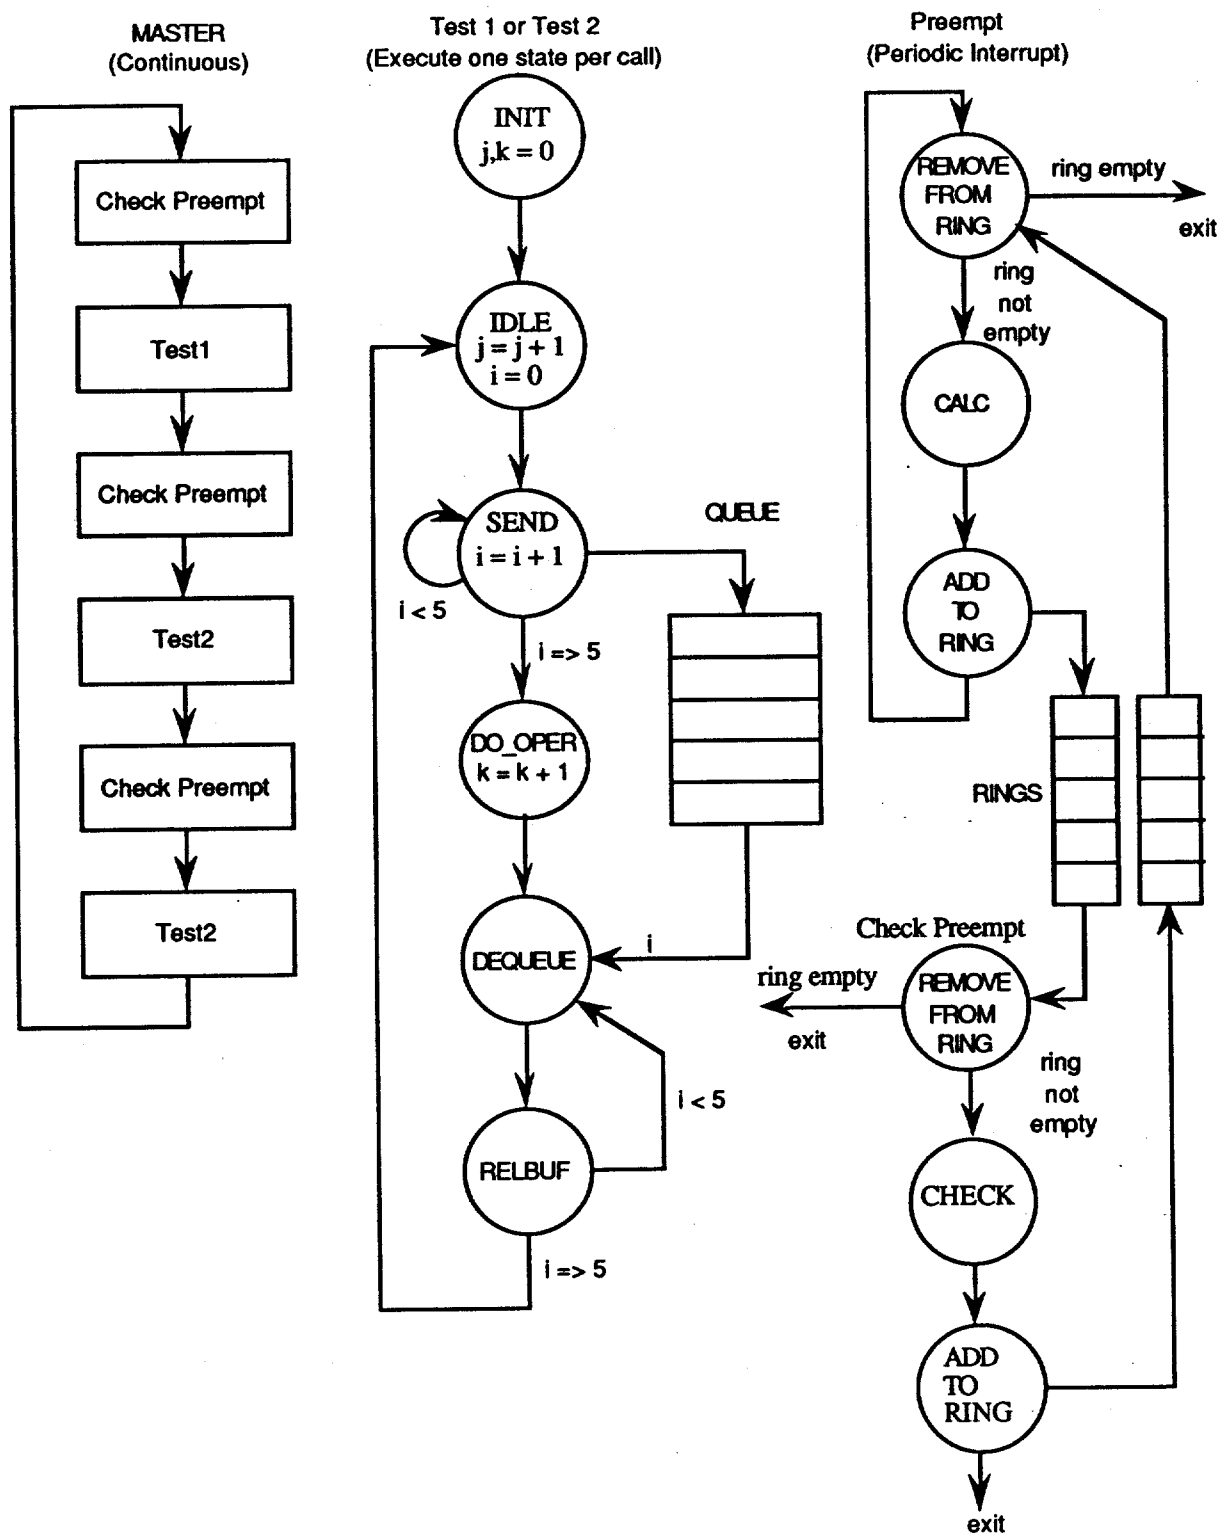 MASTER
(Continuous)
Check Preempt
Test1
Check Preempt
Test2
Check Preempt
Test2
Test 1 or Test 2
(Execute one state per call)
INIT
j,k = 0
IDLE
j = j + 1
i = 0
SEND
i = i + 1
i < 5
i => 5
QUEUE
DO_OPER
k = k + 1
DEQUEUE
i
i < 5
RELBUF
i => 5
Preempt
(Periodic Interrupt)
REMOVE
FROM
RING
ring empty
exit
ring
not
empty
CALC
ADD
TO
RING
RINGS
Check Preempt
REMOVE
FROM
RING
ring empty
exit
ring
not
empty
CHECK
ADD
TO
RING
exit